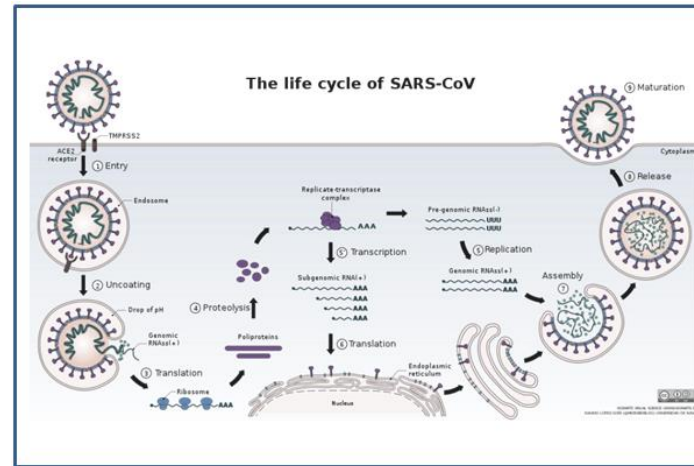 The life cycle of SARS-CoV
TMPRSS2
ACE2
receptor
① Entry
Endosome
② Uncoating
Drop of pH
Genomic
RNAss(+)
③ Translation
Ribosome
AAA
④ Proteolysis
Poliproteins
Replicate-transctiptase
complex
AAA
⑤' Transcription
Subgenomic RNA(+)
AAA
AAA
AAA
AAA
⑥ Translation
Endoplasmic
reticulum
Nucleus
Pre-genomic RNAss(-)
UUU
UUU
⑤ Replication
Genomic RNAss(+)
AAA
AAA
Assembly
⑦
⑧ Release
⑨ Maturation
Cytoplasm